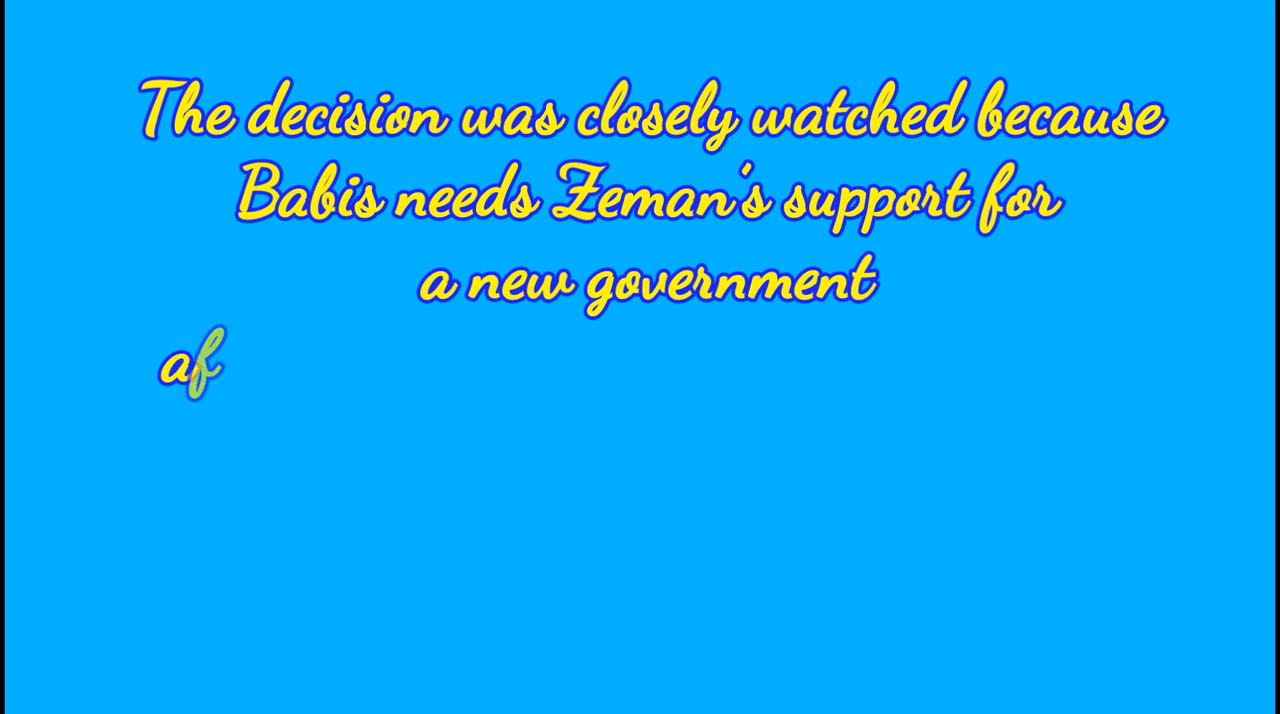 The decision was closely watched because
Babis needs Zeman's support for
a new government
af